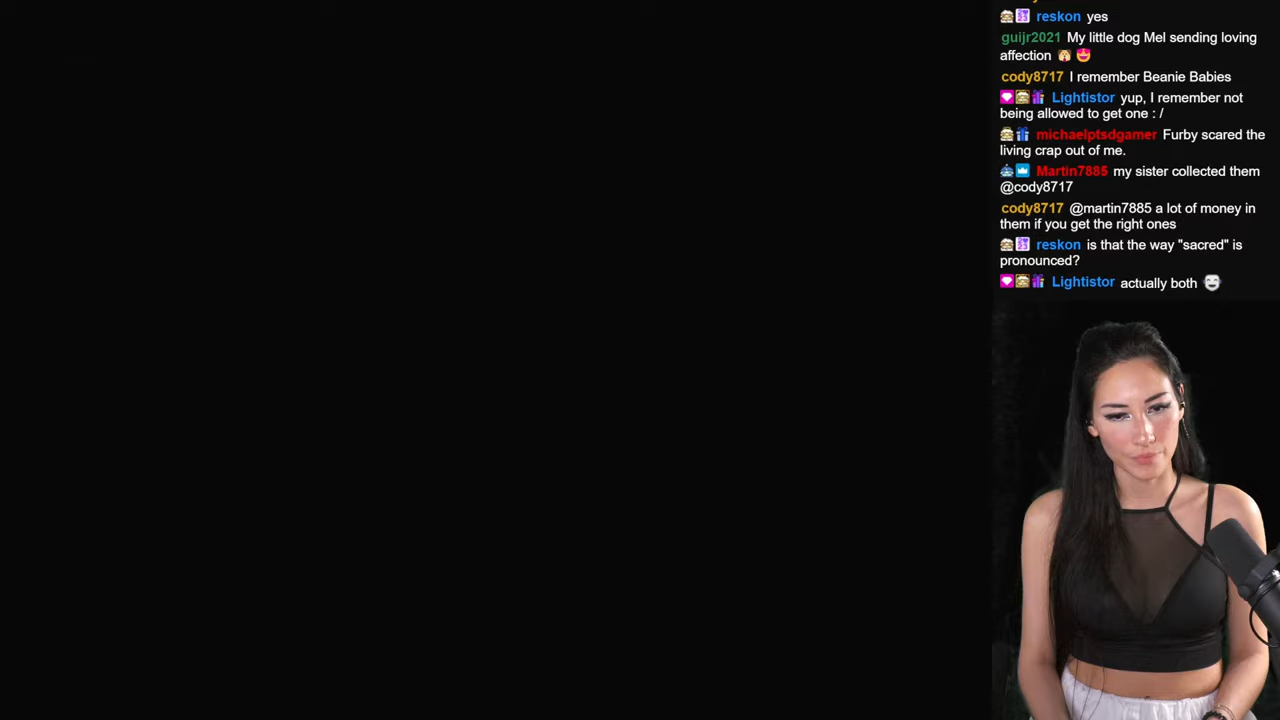 reskon yes
guijr2021 My little dog Mel sending loving
affection
cody8717 I remember Beanie Babies
Lightistor yup, I remember not
being allowed to get one : /
michaelptsdgamer Furby scared the
living crap out of me.
Martin7885 my sister collected them
@cody8717
cody8717 @martin7885 a lot of money in
them if you get the right ones
reskon is that the way "sacred" is
pronounced?
Lightistor actually both